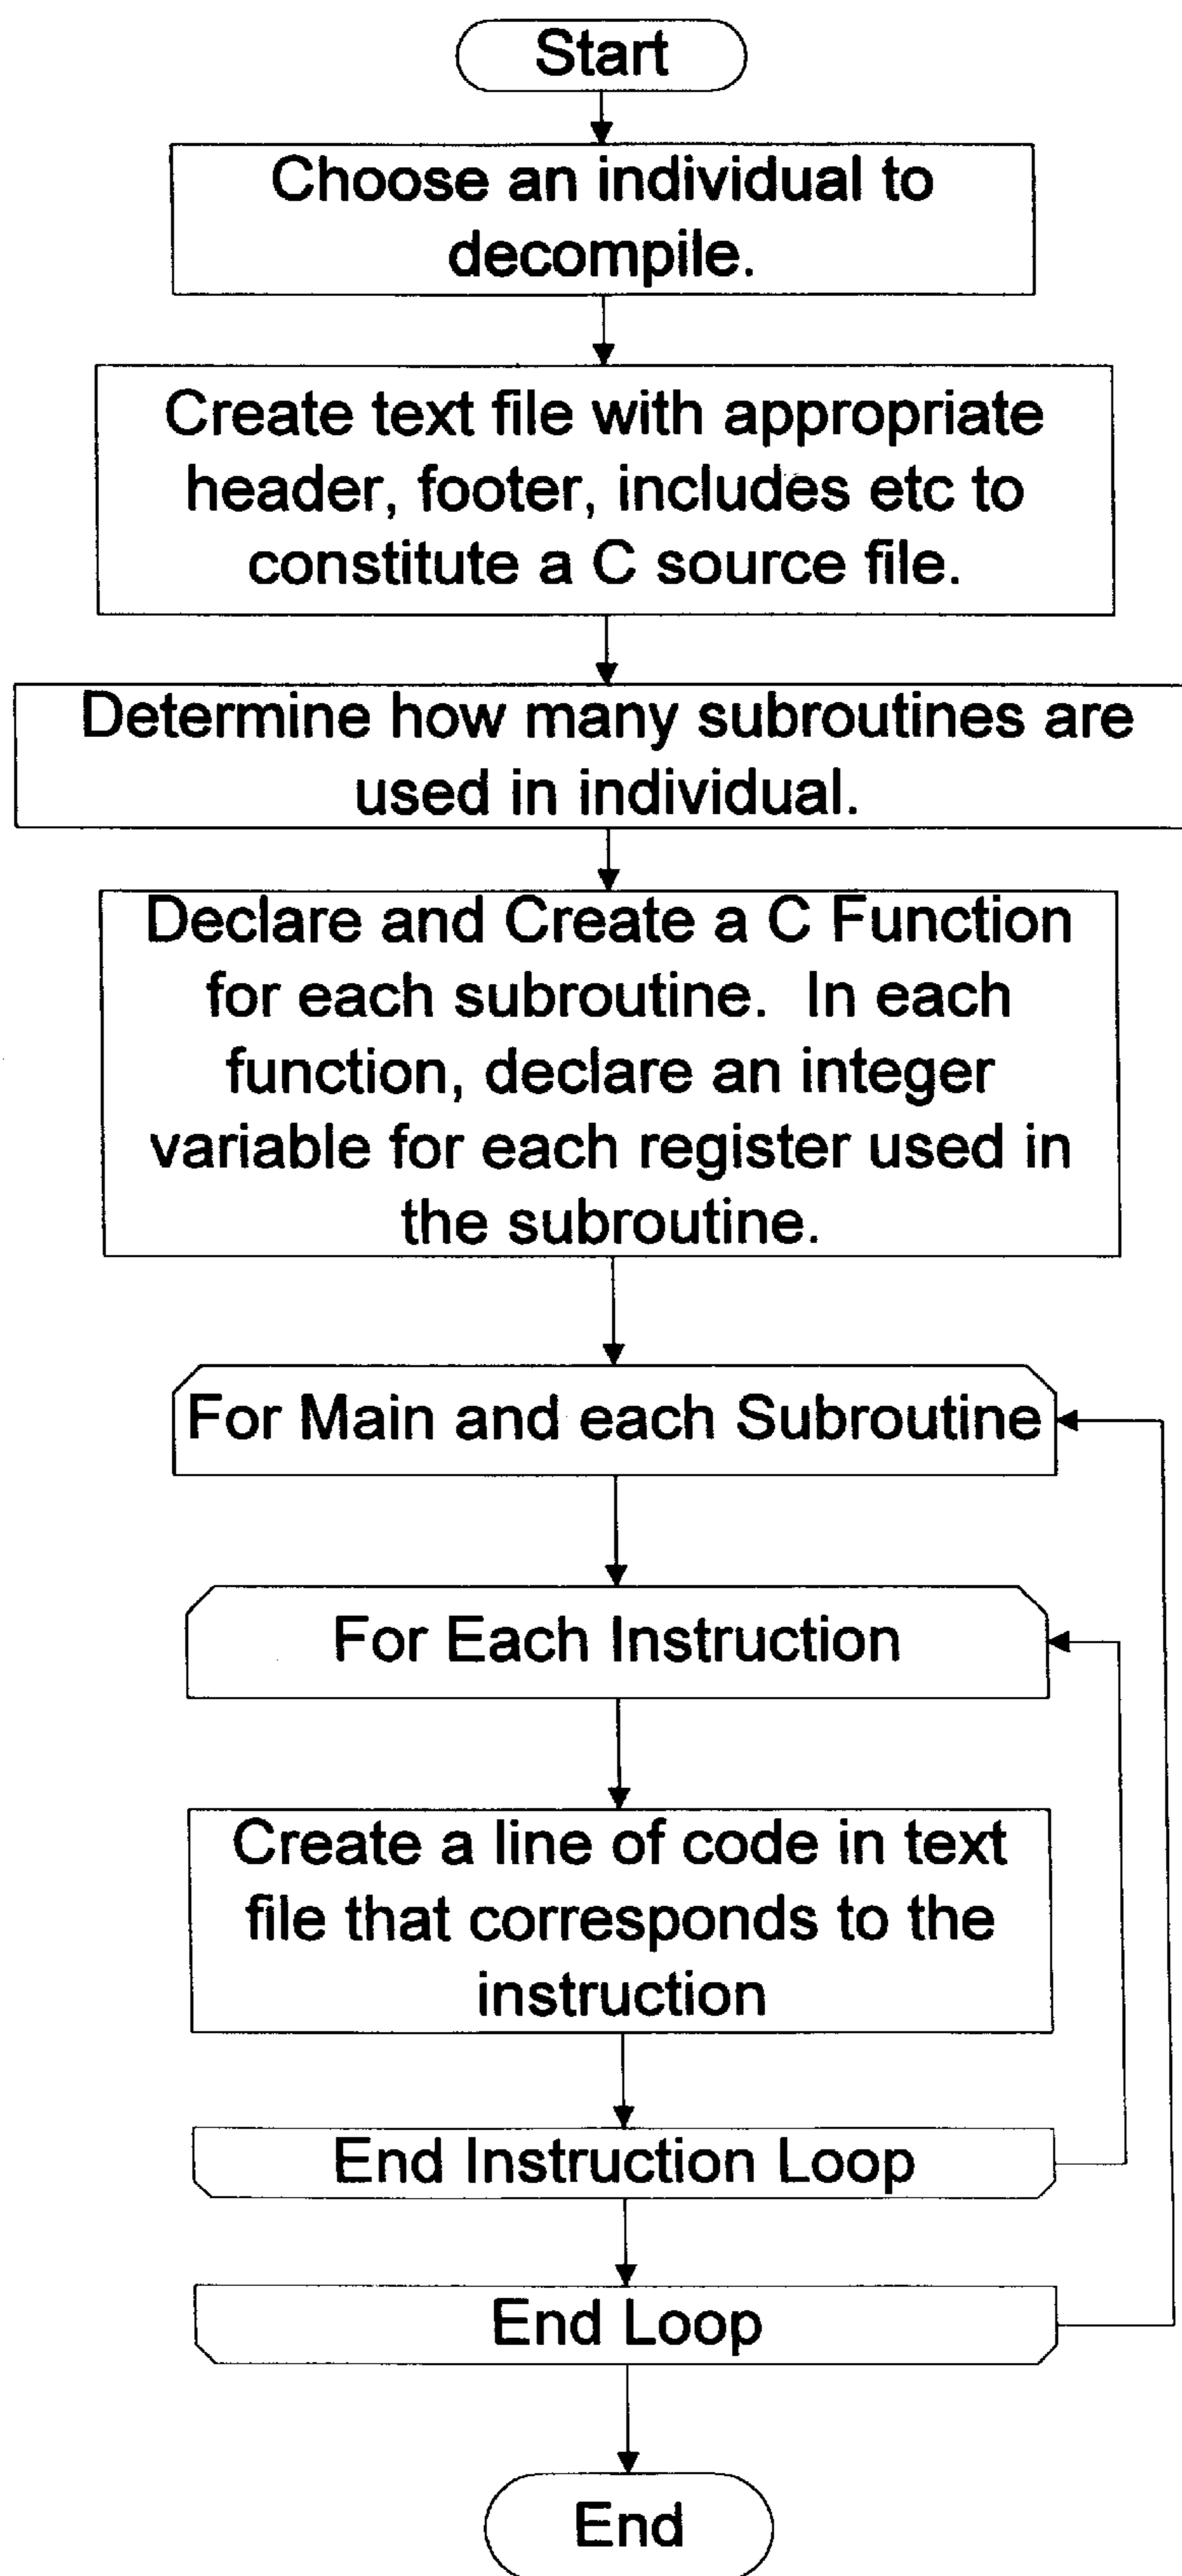 Start
Choose an individual to
decompile.
Create text file with appropriate
header, footer, includes etc to
constitute a C source file.
Determine how many subroutines are
used in individual.
Declare and Create a C Function
for each subroutine. In each
function, declare an integer
variable for each register used in
the subroutine.
For Main and each Subroutine
For Each Instruction
Create a line of code in text
file that corresponds to the
instruction
End Instruction Loop
End Loop
End